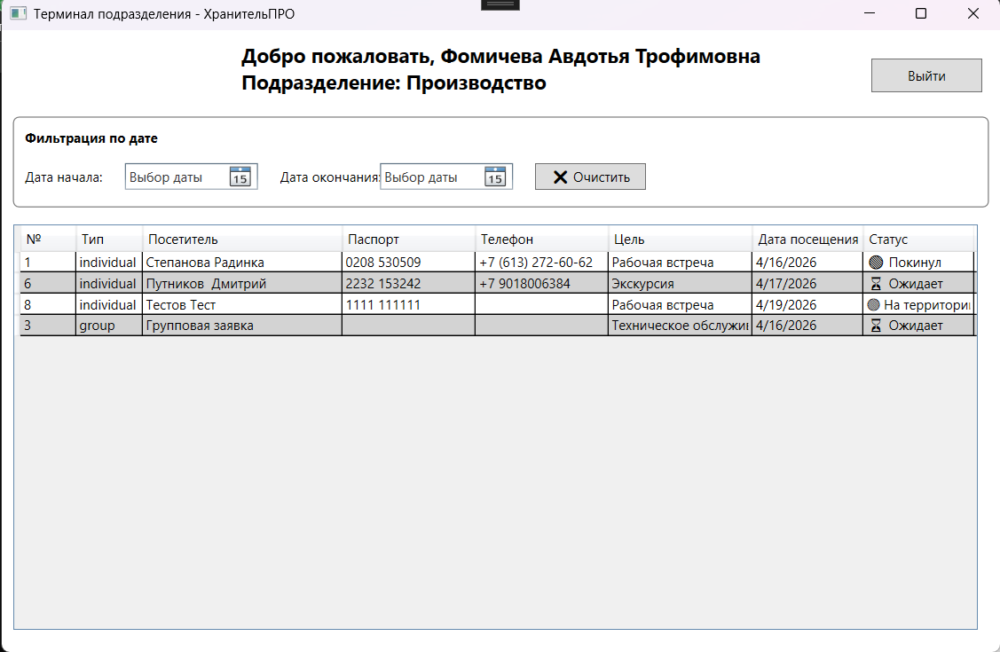 Терминал подразделения - ХранительПРО
Добро пожаловать, Фомичева Авдотья Трофимовна
Подразделение: Производство
Выйти
Фильтрация по дате
Дата начала: Выбор даты 15 Дата окончания: Выбор даты 15 Очистить
№ Тип Посетитель Паспорт Телефон Цель Дата посещения Статус
1 individual Степанова Радинка 0208 530509 +7 (613) 272-60-62 Рабочая встреча 4/16/2026 Покинул
6 individual Путников  Дмитрий 2232 153242 +7 9018006384 Экскурсия 4/17/2026 Ожидает
8 individual Тестов Тест 1111 111111 Рабочая встреча 4/19/2026 На территори
3 group Групповая заявка Техническое обслужи 4/16/2026 Ожидает